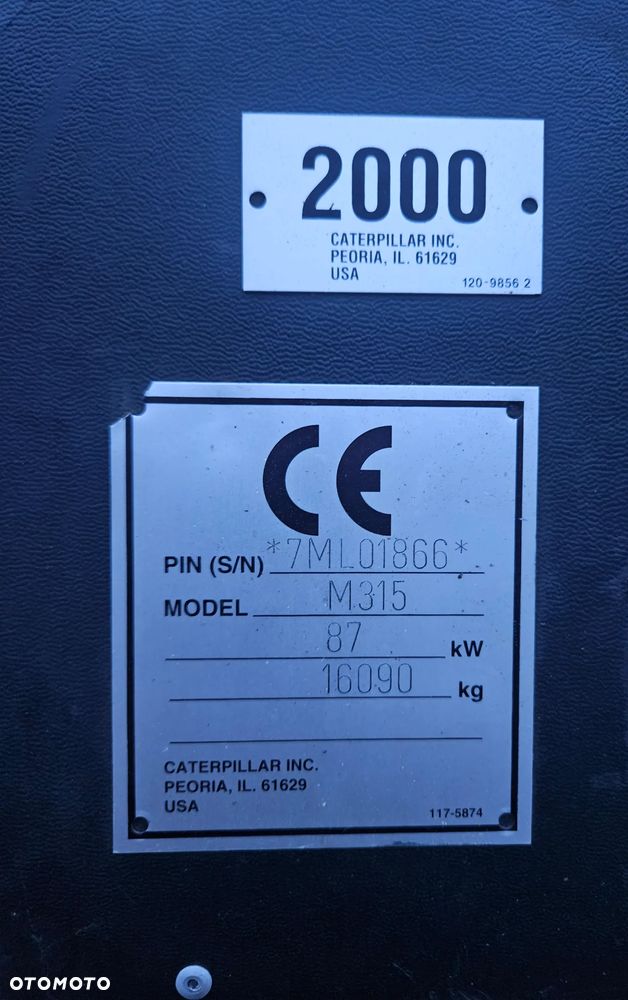 2000
CATERPILLAR INC.
PEORIA, IL. 61629
USA
120-9856 2
CE
PIN (S/N) *7ML01866*
MODEL M315
87 kW
16090 kg
CATERPILLAR INC.
PEORIA, IL. 61629
USA
117-5874
OTOMOTO